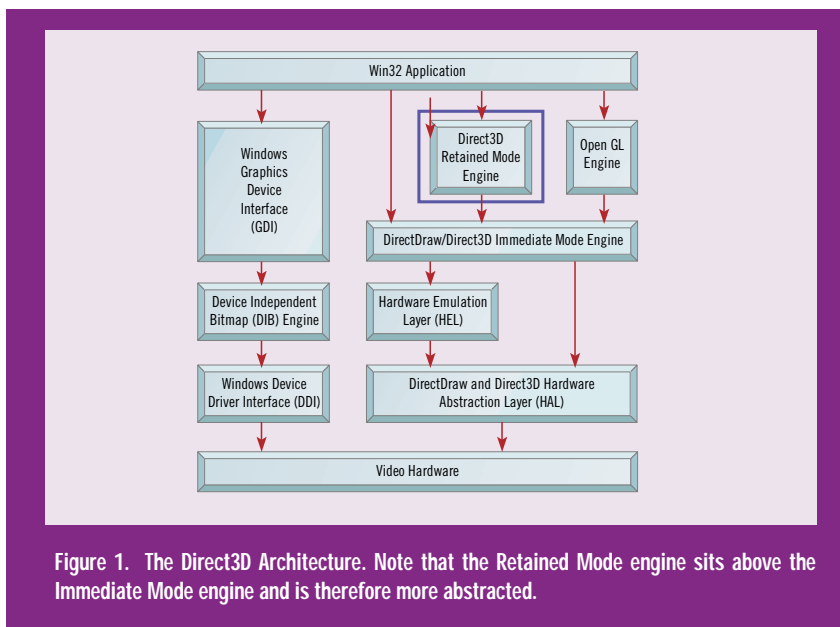 Win32 Application
Windows
Graphics
Device
Interface
(GDI)
Direct3D
Retained Mode
Engine
Open GL
Engine
DirectDraw/Direct3D Immediate Mode Engine
Device Independent
Bitmap (DIB) Engine
Hardware Emulation
Layer (HEL)
Windows Device
Driver Interface (DDI)
DirectDraw and Direct3D Hardware
Abstraction Layer (HAL)
Video Hardware
Figure 1. The Direct3D Architecture. Note that the Retained Mode engine sits above the
Immediate Mode engine and is therefore more abstracted.